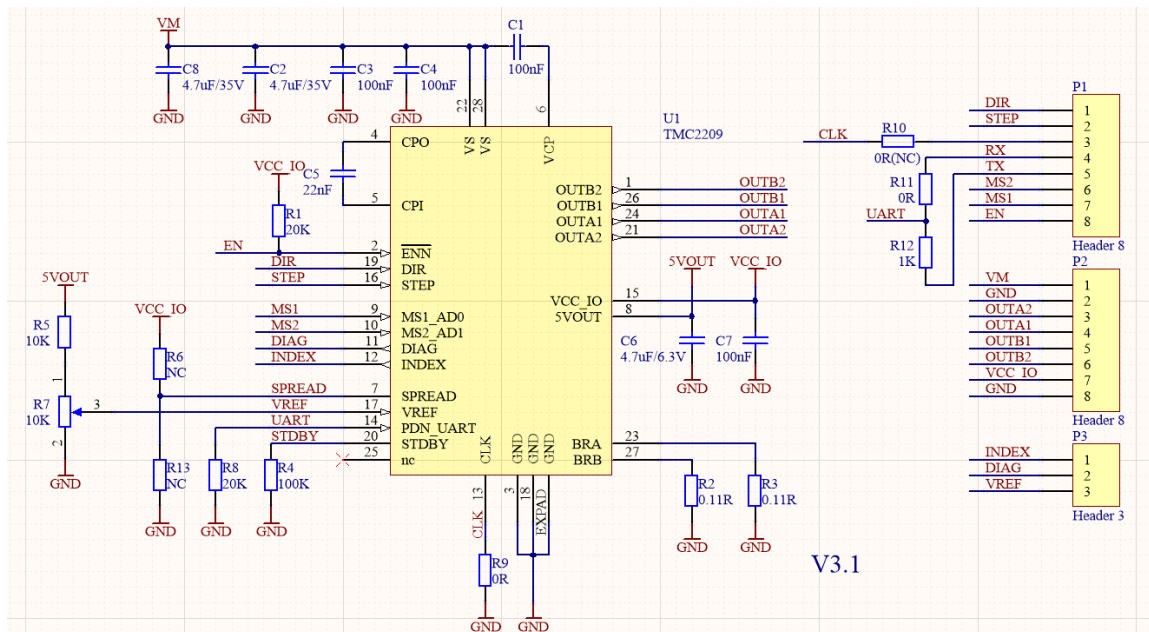 VM
C8
4.7uF/35V
GND
C2
4.7uF/35V
GND
C3
100nF
GND
C4
100nF
GND
C1
100nF
22
28
6
VS
VS
VCP
U1
TMC2209
4
CPO
C5
22nF
5
CPI
VCC_IO
R1
20K
EN
2
ENN
DIR
19
DIR
STEP
16
STEP
MS1
9
MS1_AD0
MS2
10
MS2_AD1
DIAG
11
DIAG
INDEX
12
INDEX
SPREAD
7
SPREAD
VREF
17
VREF
UART
14
PDN_UART
STDBY
20
STDBY
25
nc
5VOUT
R5
10K
1
R7
10K
3
2
GND
VCC_IO
R6
NC
R13
NC
GND
R8
20K
GND
R4
100K
GND
OUTB2
1
OUTB2
OUTB1
26
OUTB1
OUTA1
24
OUTA1
OUTA2
21
OUTA2
5VOUT
VCC_IO
VCC_IO
15
5VOUT
8
C6
4.7uF/6.3V
GND
C7
100nF
GND
BRA
23
BRB
27
R2
0.11R
GND
R3
0.11R
GND
CLK
GND
GND
GND
13
3
18
EXPAD
CLK
R9
0R
GND
GND
CLK
R10
0R(NC)
R11
0R
UART
R12
1K
P1
DIR
1
STEP
2
3
RX
4
TX
5
MS2
6
MS1
7
EN
8
Header 8
P2
VM
1
GND
2
OUTA2
3
OUTA1
4
OUTB1
5
OUTB2
6
VCC_IO
7
GND
8
Header 8
P3
INDEX
1
DIAG
2
VREF
3
Header 3
V3.1